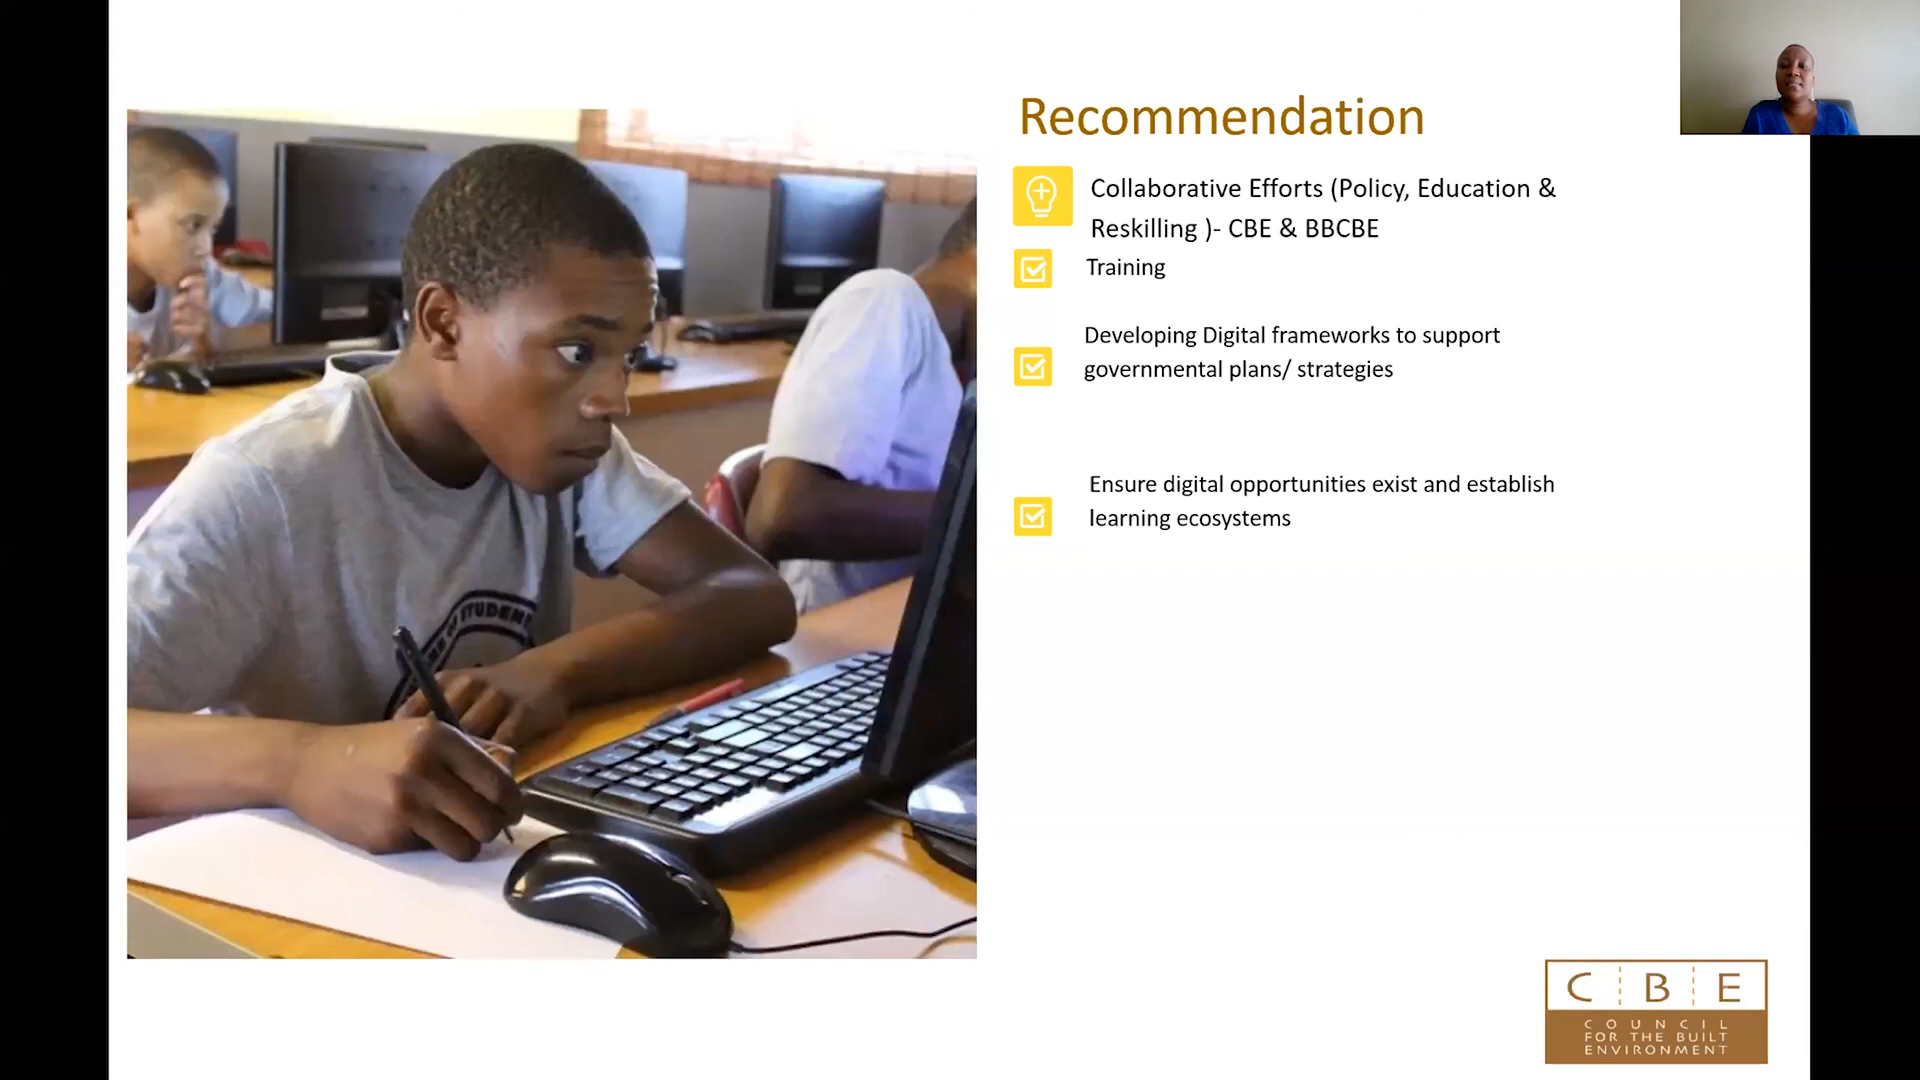 Recommendation
Collaborative Efforts (Policy, Education &
Reskilling )- CBE & BBCBE
Training
Developing Digital frameworks to support
governmental plans/ strategies
Ensure digital opportunities exist and establish
learning ecosystems
STUDEN
C B E
COUNCIL
FOR THE BUILT
ENVIRONMENT